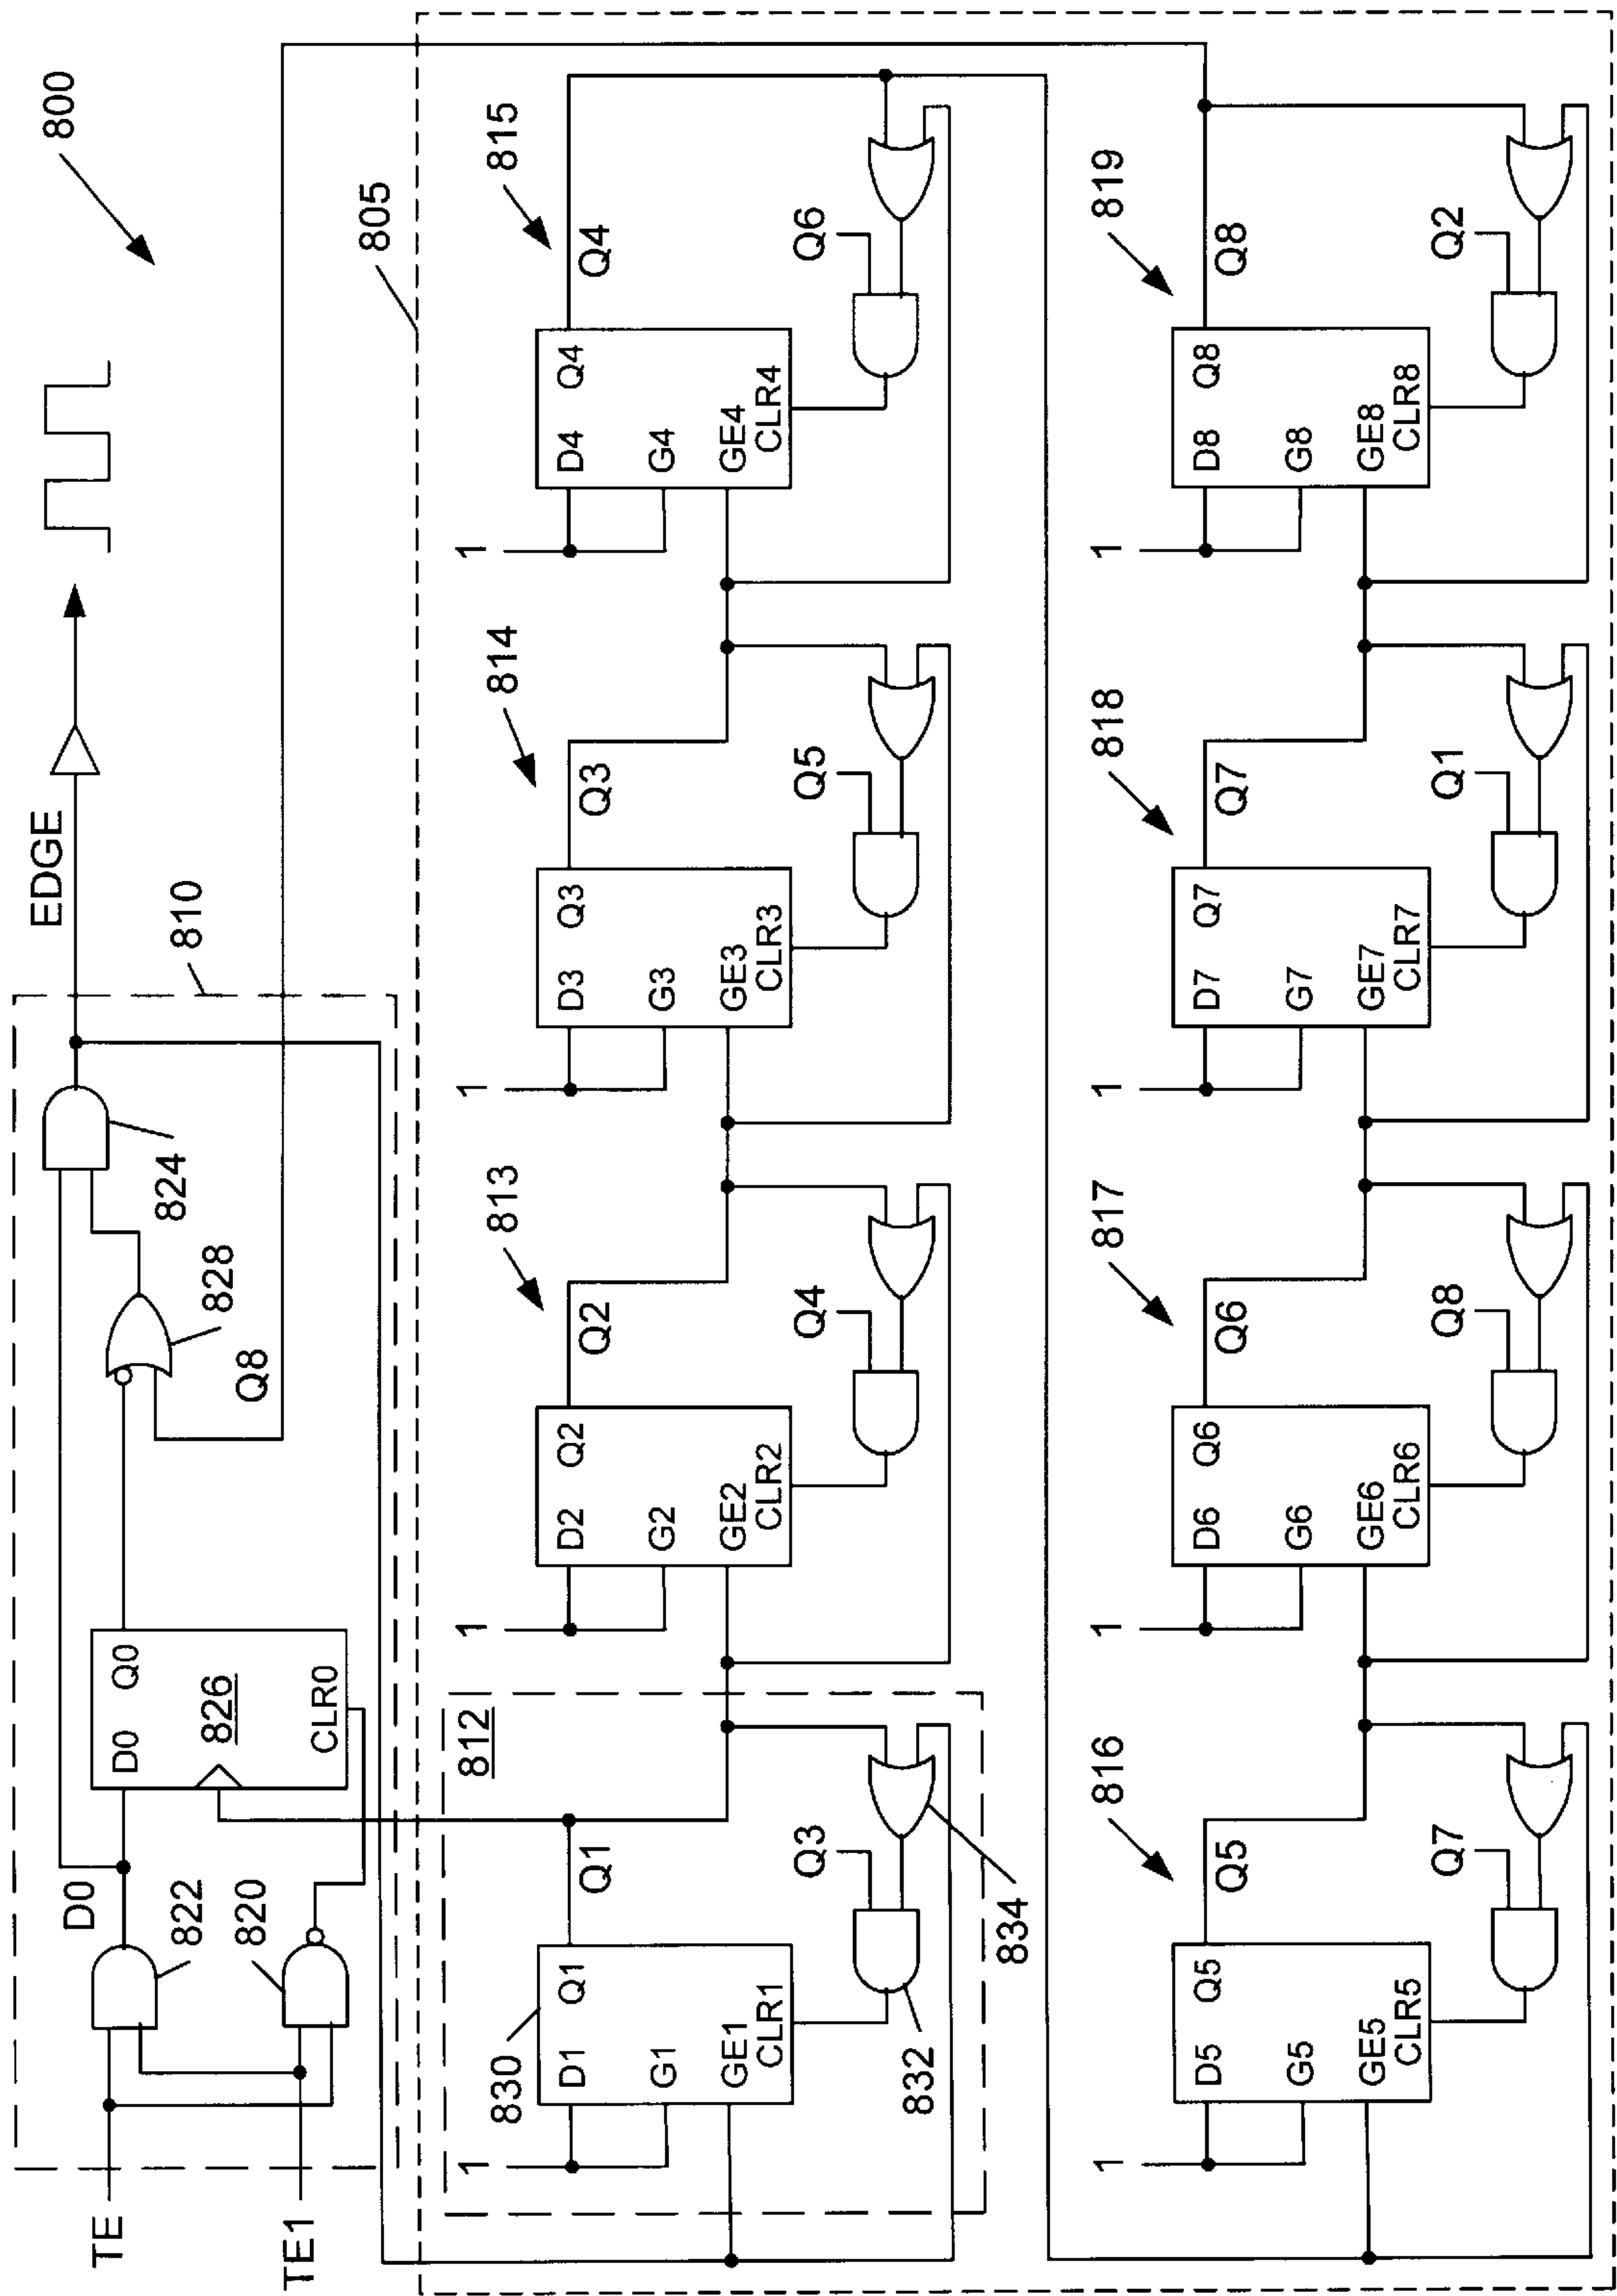 800
EDGE
810
824
828
Q8
D0
822
820
D0 Q0
826
CLR0
TE
TE1
805
812
813
814
815
Q1
Q2
Q3
Q4
830
D1 Q1
G1
GE1
CLR1
D2 Q2
G2
GE2
CLR2
D3 Q3
G3
GE3
CLR3
D4 Q4
G4
GE4
CLR4
1
1
1
1
Q3
Q4
Q5
Q6
832
834
816
817
818
819
Q5
Q6
Q7
Q8
D5 Q5
G5
GE5
CLR5
D6 Q6
G6
GE6
CLR6
D7 Q7
G7
GE7
CLR7
D8 Q8
G8
GE8
CLR8
1
1
1
1
Q7
Q8
Q1
Q2